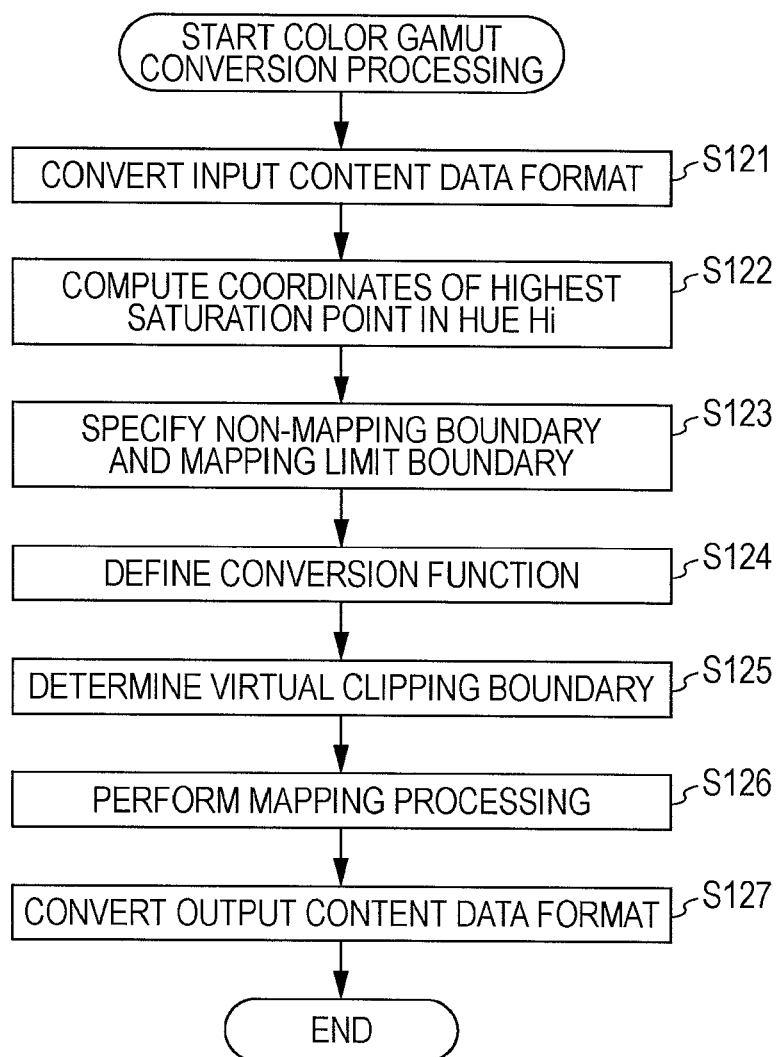 START COLOR GAMUT
CONVERSION PROCESSING
CONVERT INPUT CONTENT DATA FORMAT
S121
COMPUTE COORDINATES OF HIGHEST
SATURATION POINT IN HUE Hi
S122
SPECIFY NON-MAPPING BOUNDARY
AND MAPPING LIMIT BOUNDARY
S123
DEFINE CONVERSION FUNCTION
S124
DETERMINE VIRTUAL CLIPPING BOUNDARY
S125
PERFORM MAPPING PROCESSING
S126
CONVERT OUTPUT CONTENT DATA FORMAT
S127
END